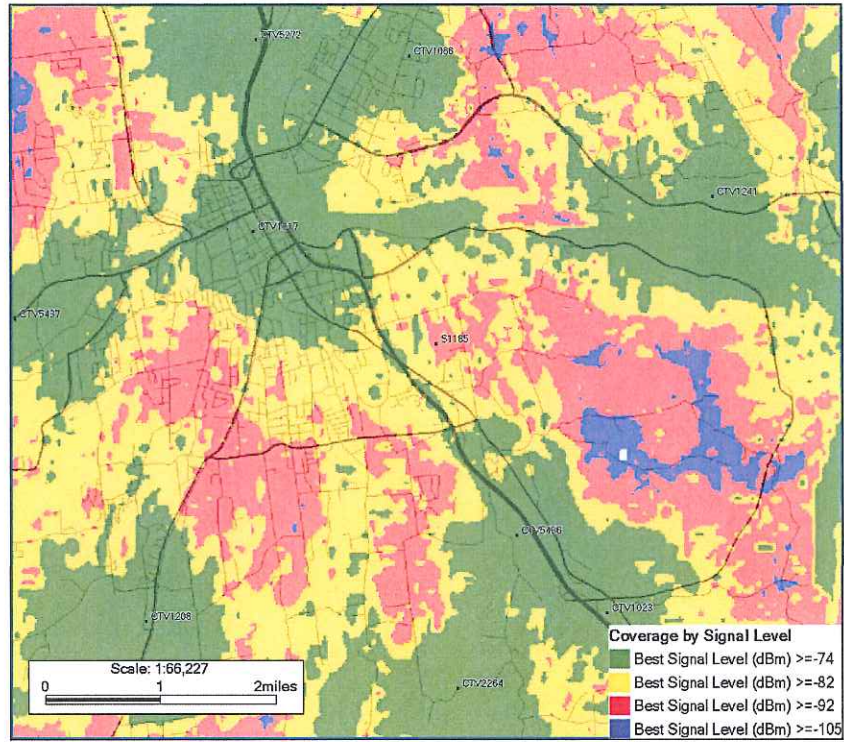 CTV5272
CTV1066
CTV1241
CTV5437
S1185
CTV1208
CTV1023
CTV2264
Coverage by Signal Level
Best Signal Level (dBm) >=-74
Best Signal Level (dBm) >=-82
Best Signal Level (dBm) >=-92
Best Signal Level (dBm) >=-105
Scale: 1:66,227
0 1 2miles